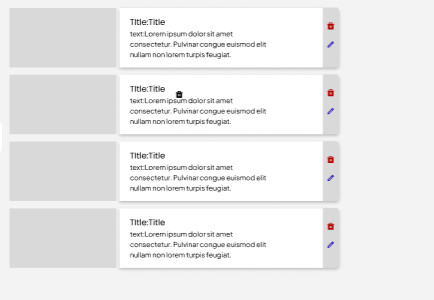 TItle:Title
text:Lorem ipsum dolor sit amet
consectetur. Pulvinar congue euismod elit
nullam non lorem turpis feugiat.
TItle:Title
text:Lorem ipsum dolor sit amet
consectetur. Pulvinar congue euismod elit
nullam non lorem turpis feugiat.
TItle:Title
text:Lorem ipsum dolor sit amet
consectetur. Pulvinar congue euismod elit
nullam non lorem turpis feugiat.
TItle:Title
text:Lorem ipsum dolor sit amet
consectetur. Pulvinar congue euismod elit
nullam non lorem turpis feugiat.